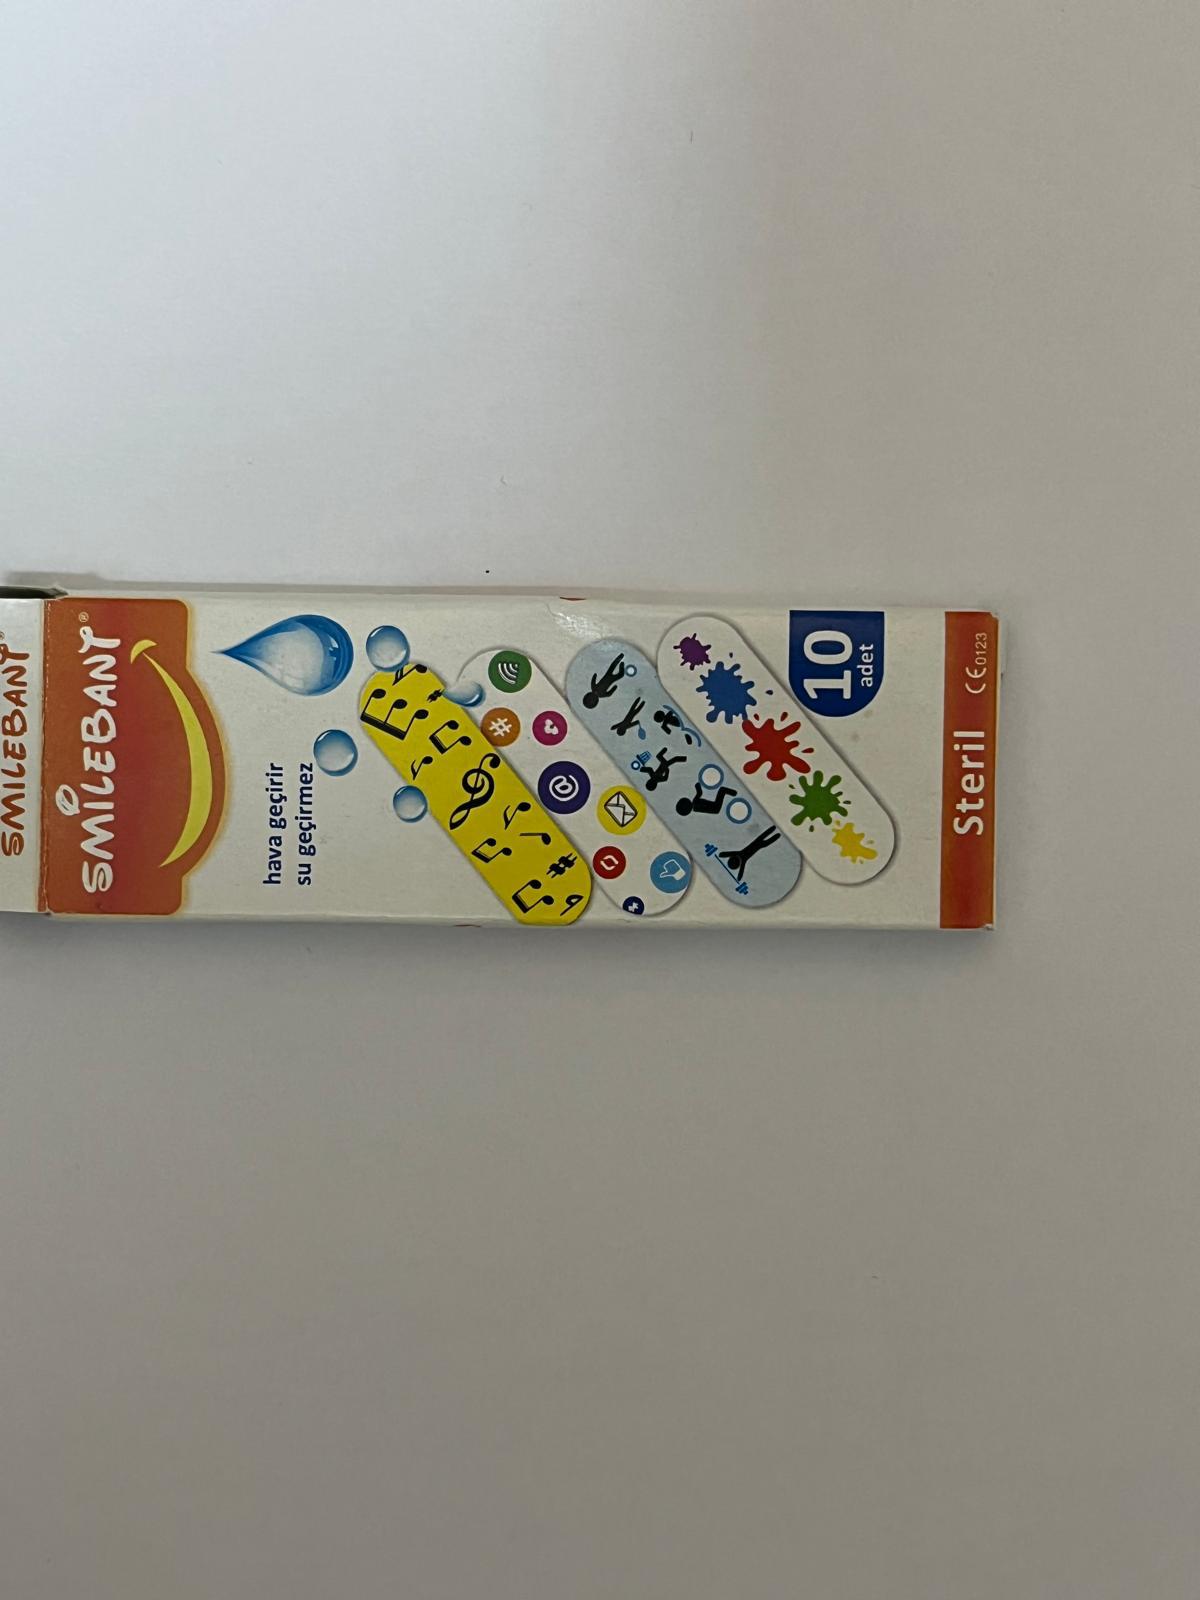 SMILEBANT®
SMILEBANT®
hava geçirir
su geçirmez
10
adet
Steril CE0123